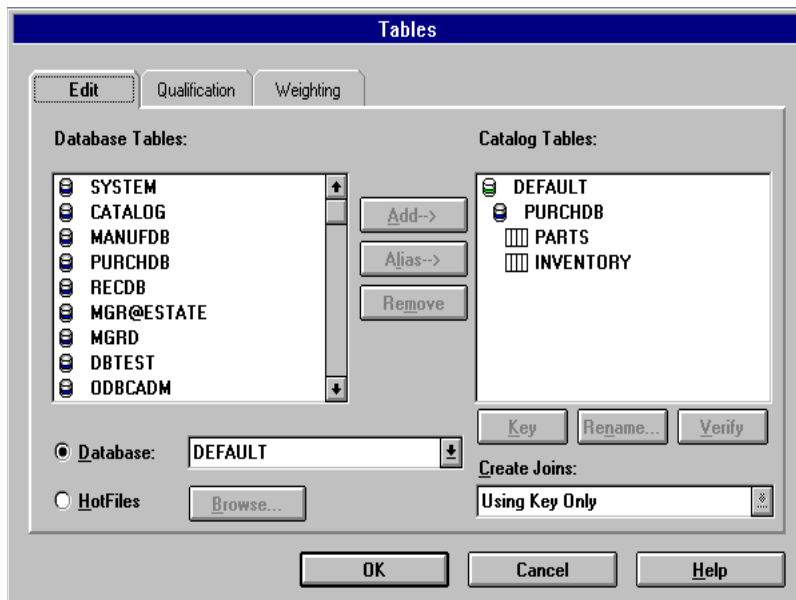 Tables
Edit
Qualification
Weighting
Database Tables:
SYSTEM
CATALOG
MANUFDB
PURCHDB
RECDB
MGR@ESTATE
MGRD
DBTEST
ODBCADM
Add-->
Alias-->
Remove
Catalog Tables:
DEFAULT
PURCHDB
PARTS
INVENTORY
Key
Rename...
Verify
Database:
DEFAULT
HotFiles
Browse...
Create Joins:
Using Key Only
OK
Cancel
Help